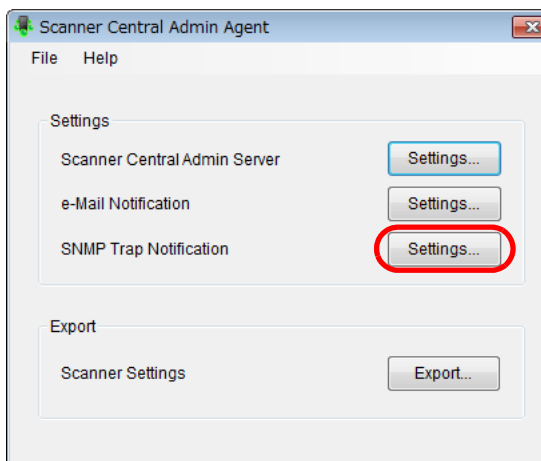 Scanner Central Admin Agent
File Help
Settings
Scanner Central Admin Server Settings...
e-Mail Notification Settings...
SNMP Trap Notification Settings...
Export
Scanner Settings Export...